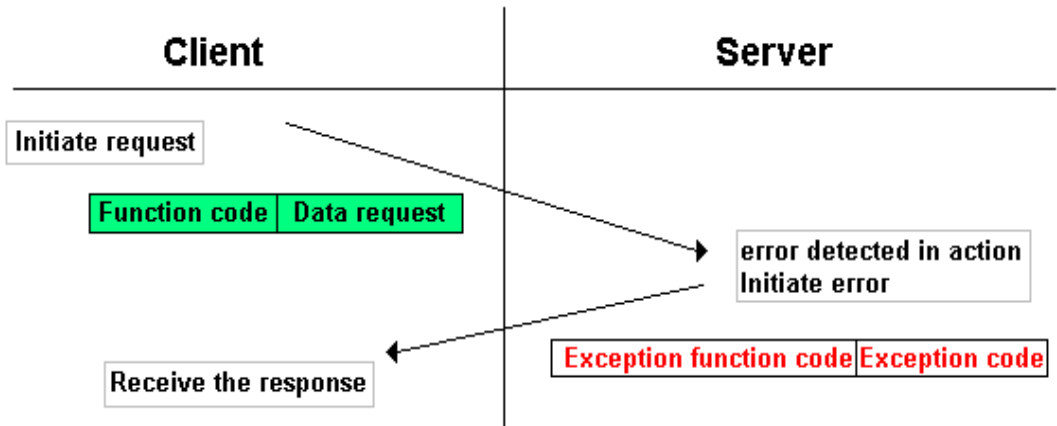 Client
Server
Initiate request
Function code Data request
error detected in action
Initiate error
Exception function code Exception code
Receive the response